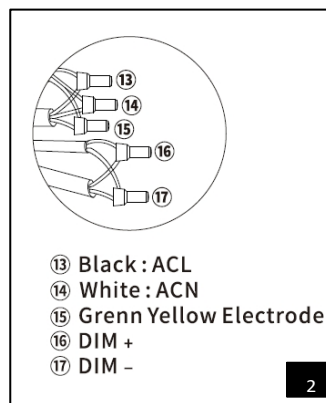 ⑬
⑭
⑮
⑯
⑰
⑬ Black : ACL
⑭ White : ACN
⑮ Grenn Yellow Electrode
⑯ DIM +
⑰ DIM –
2